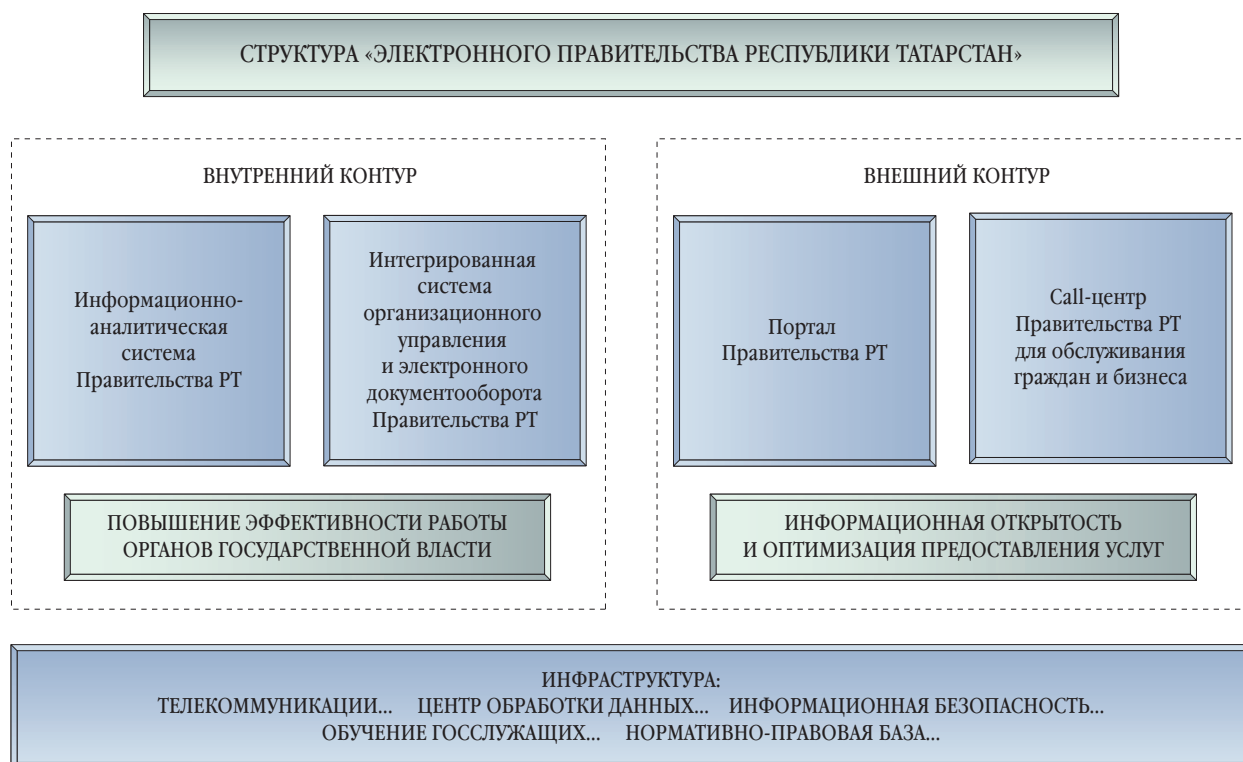 СТРУКТУРА «ЭЛЕКТРОННОГО ПРАВИТЕЛЬСТВА РЕСПУБЛИКИ ТАТАРСТАН»
ВНУТРЕННИЙ КОНТУР
Информационно-
аналитическая
система
Правительства РТ
Интегрированная
система
организационного
управления
и электронного
документооборота
Правительства РТ
ПОВЫШЕНИЕ ЭФФЕКТИВНОСТИ РАБОТЫ
ОРГАНОВ ГОСУДАРСТВЕННОЙ ВЛАСТИ
ВНЕШНИЙ КОНТУР
Портал
Правительства РТ
Call-центр
Правительства РТ
для обслуживания
граждан и бизнеса
ИНФОРМАЦИОННАЯ ОТКРЫТОСТЬ
И ОПТИМИЗАЦИЯ ПРЕДОСТАВЛЕНИЯ УСЛУГ
ИНФРАСТРУКТУРА:
ТЕЛЕКОММУНИКАЦИИ... ЦЕНТР ОБРАБОТКИ ДАННЫХ... ИНФОРМАЦИОННАЯ БЕЗОПАСНОСТЬ...
ОБУЧЕНИЕ ГОССЛУЖАЩИХ... НОРМАТИВНО-ПРАВОВАЯ БАЗА...